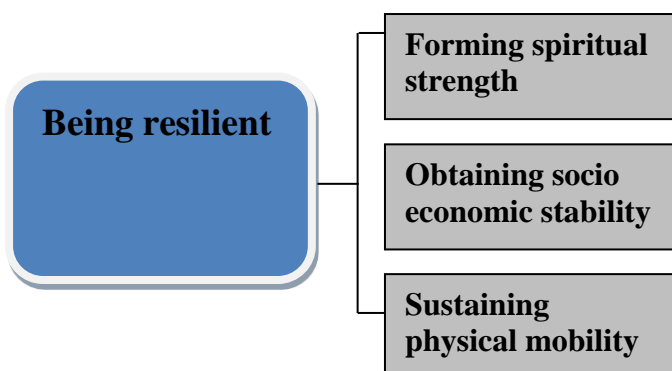 Being resilient
Forming spiritual
strength
Obtaining socio
economic stability
Sustaining
physical mobility